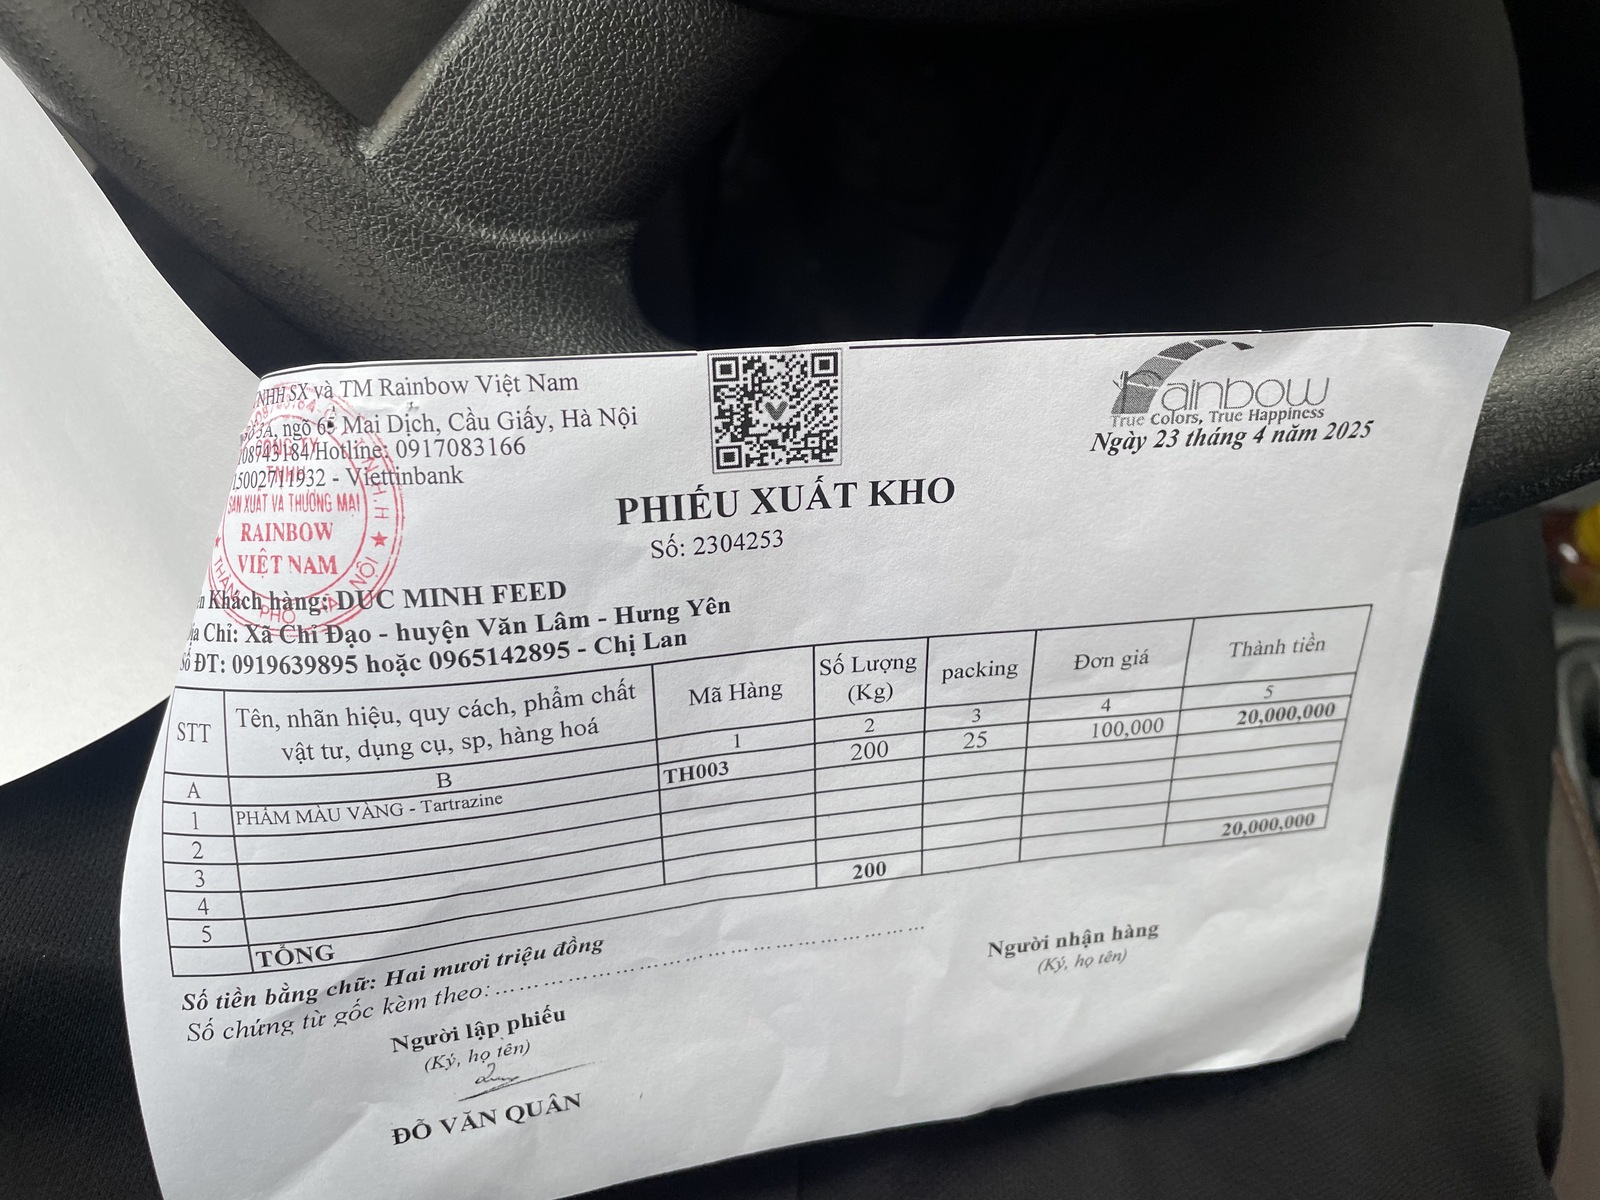 NHH SX và TM Rainbow Việt Nam
3A, ngõ 6 Mai Dịch, Cầu Giấy, Hà Nội
08743184/Hotline: 0917083166
15002711932 - Viettinbank
SẢN XUẤT VÀ THƯƠNG MẠI
RAINBOW
VIỆT NAM
Rainbow
True Colors, True Happiness
Ngày 23 tháng 4 năm 2025
PHIẾU XUẤT KHO
Số: 2304253
Khách hàng: DUC MINH FEED
Chỉ: Xã Chỉ Đạo - huyện Văn Lâm - Hưng Yên
Số ĐT: 0919639895 hoặc 0965142895 - Chị Lan
STT Tên, nhãn hiệu, quy cách, phẩm chất vật tư, dụng cụ, sp, hàng hoá Mã Hàng Số Lượng (Kg) packing Đơn giá Thành tiền
A B 1 2 3 4 5
1 PHẨM MÀU VÀNG - Tartrazine TH003 200 25 100,000 20,000,000
2
3
4
5
TỔNG 200 20,000,000
Số tiền bằng chữ: Hai mươi triệu đồng
Số chứng từ gốc kèm theo:
Người lập phiếu
(Ký, họ tên)
ĐỖ VĂN QUÂN
Người nhận hàng
(Ký, họ tên)